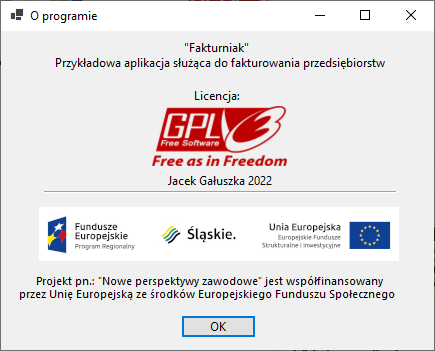 O programie
"Fakturniak"
Przykładowa aplikacja służąca do fakturowania przedsiębiorstw
Licencja:
GPLv3
Free Software
Free as in Freedom
Jacek Gałuszka 2022
Fundusze
Europejskie
Program Regionalny
Śląskie.
Unia Europejska
Europejskie Fundusze
Strukturalne i Inwestycyjne
Projekt pn.: "Nowe perspektywy zawodowe" jest współfinansowany
przez Unię Europejską ze środków Europejskiego Funduszu Społecznego
OK